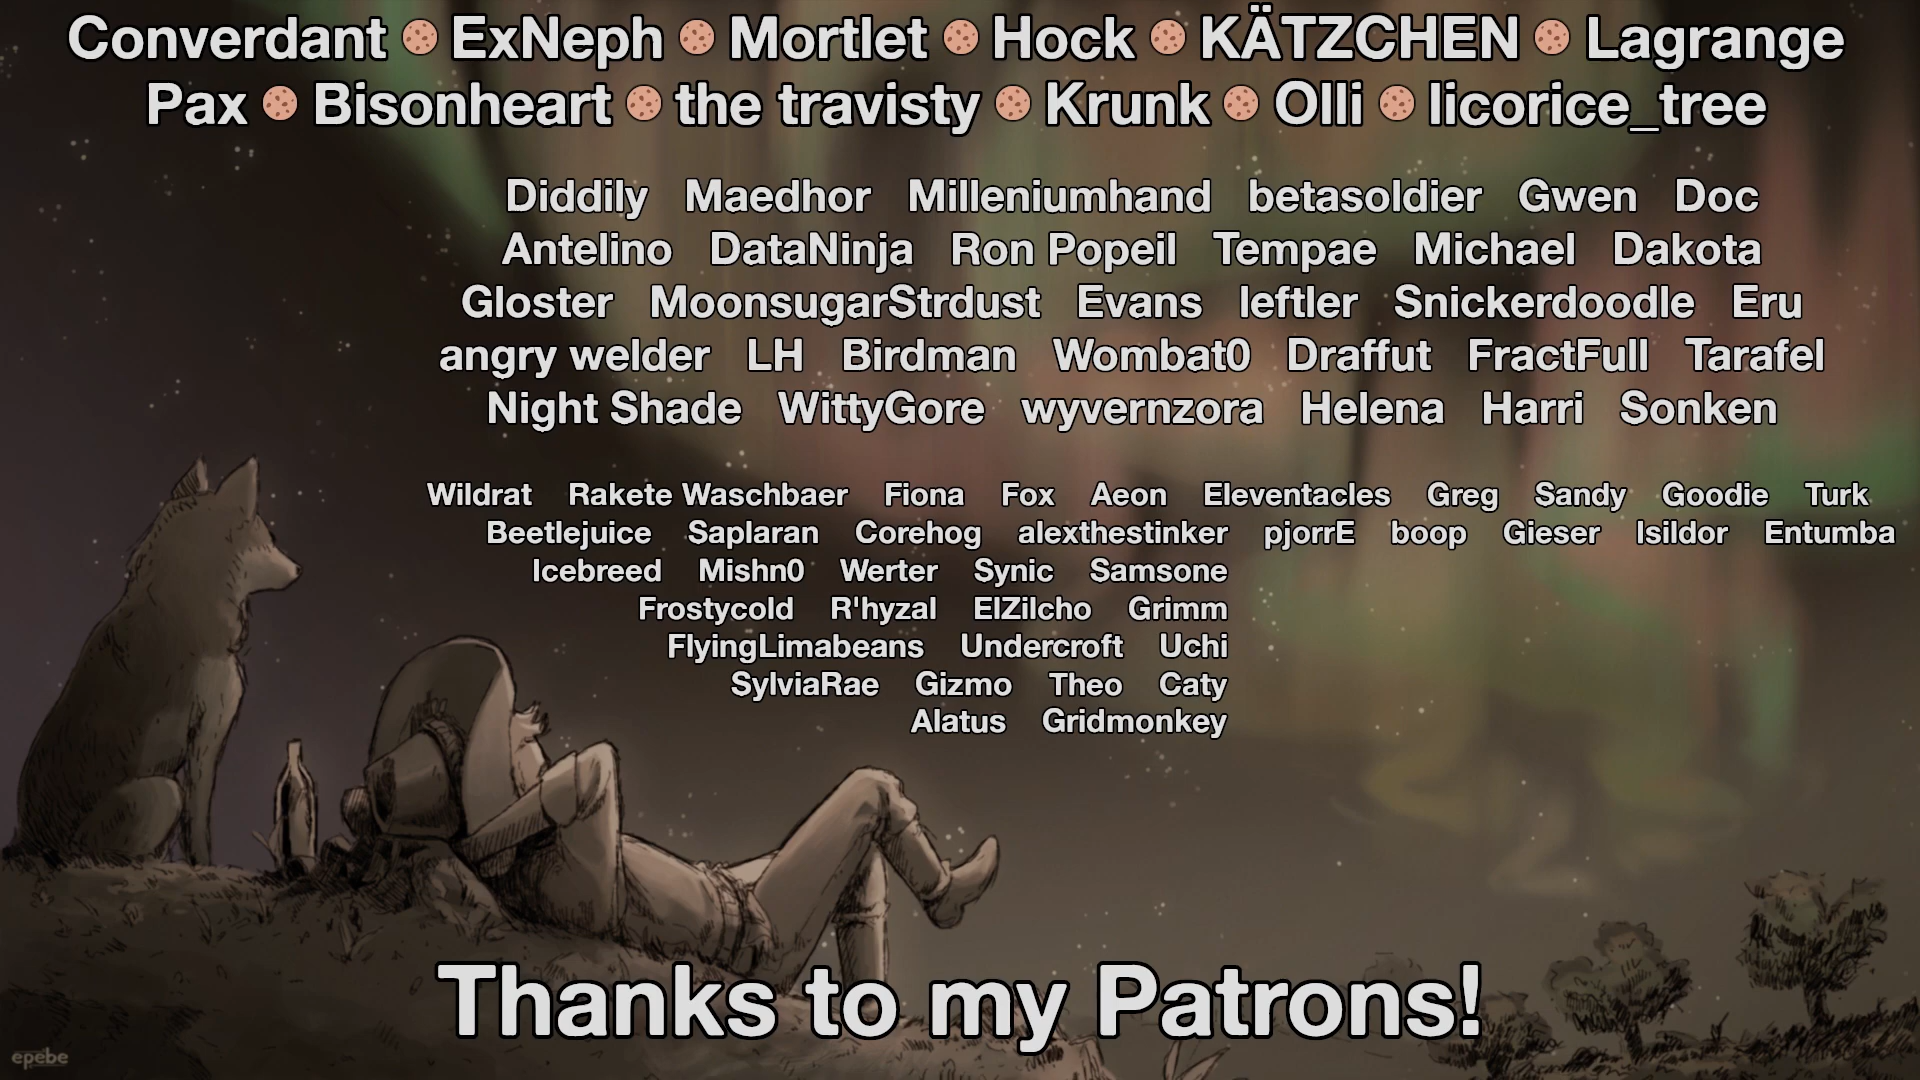 Converdant 🍪 ExNeph 🍪 Mortlet 🍪 Hock 🍪 KÄTZCHEN 🍪 Lagrange
Pax 🍪 Bisonheart 🍪 the travisty 🍪 Krunk 🍪 Olli 🍪 licorice_tree
Diddily Maedhor Milleniumhand betasoldier Gwen Doc
Antelino DataNinja Ron Popeil Tempae Michael Dakota
Gloster MoonsugarStrdust Evans leftler Snickerdoodle Eru
angry welder LH Birdman Wombat0 Draffut FractFull Tarafel
Night Shade WittyGore wyvernzora Helena Harri Sonken
Wildrat Rakete Waschbaer Fiona Fox Aeon Eleventacles Greg Sandy Goodie Turk
Beetlejuice Saplaran Corehog alexthestinker pjorrE boop Gieser Isildor Entumba
Icebreed Mishn0 Werter Synic Samsone
Frostycold R'hyzal ElZilcho Grimm
FlyingLimabeans Undercroft Uchi
SylviaRae Gizmo Theo Caty
Alatus Gridmonkey
Thanks to my Patrons!
epebe